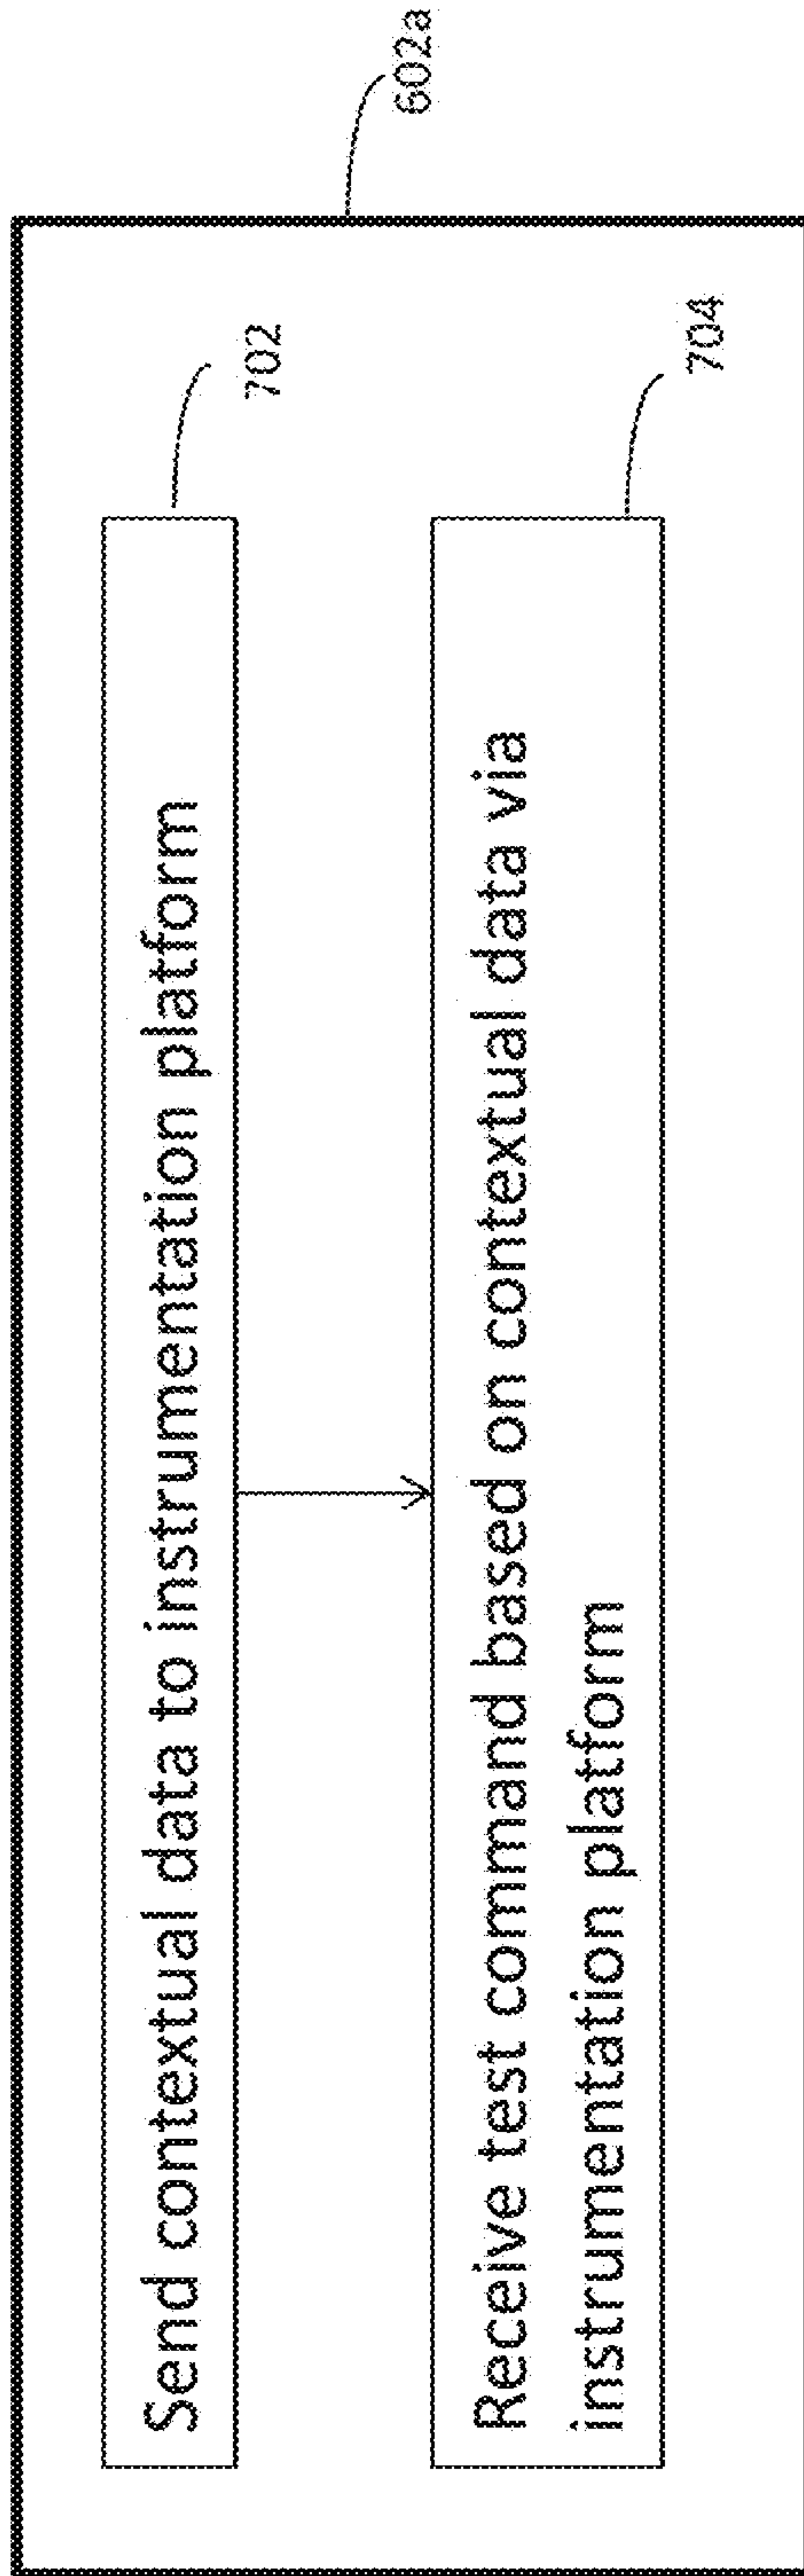 602a
Send contextual data to instrumentation platform
702
Receive test command based on contextual data via
instrumentation platform
704